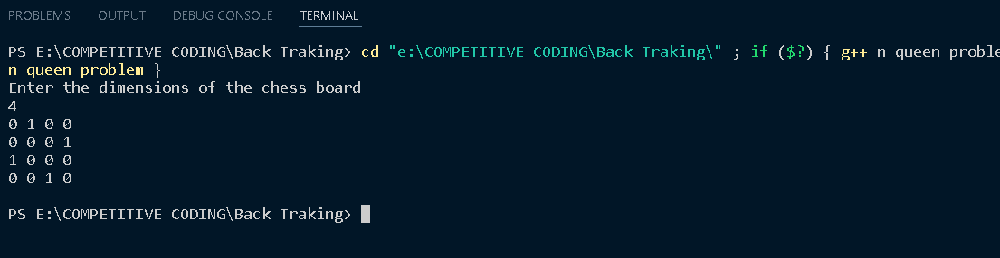 PROBLEMS OUTPUT DEBUG CONSOLE TERMINAL
PS E:\COMPETITIVE CODING\Back Traking> cd "e:\COMPETITIVE CODING\Back Traking\" ; if ($?) { g++ n_queen_proble
n_queen_problem }
Enter the dimensions of the chess board
4
0 1 0 0
0 0 0 1
1 0 0 0
0 0 1 0
PS E:\COMPETITIVE CODING\Back Traking>